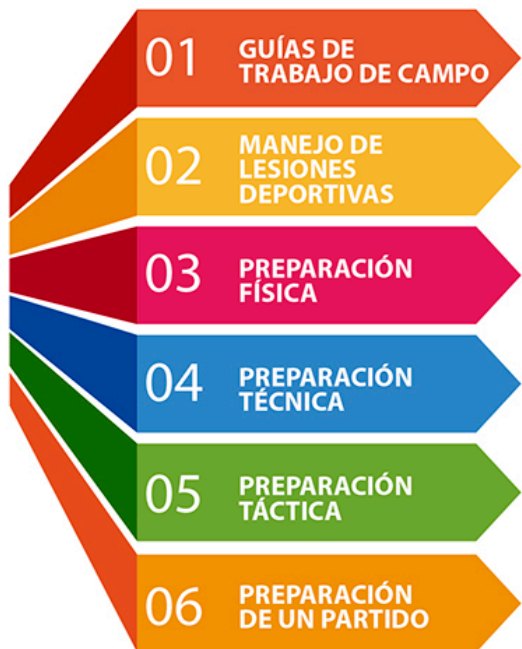 01 GUÍAS DE
TRABAJO DE CAMPO
02 MANEJO DE
LESIONES
DEPORTIVAS
03 PREPARACIÓN
FÍSICA
04 PREPARACIÓN
TÉCNICA
05 PREPARACIÓN
TÁCTICA
06 PREPARACIÓN
DE UN PARTIDO